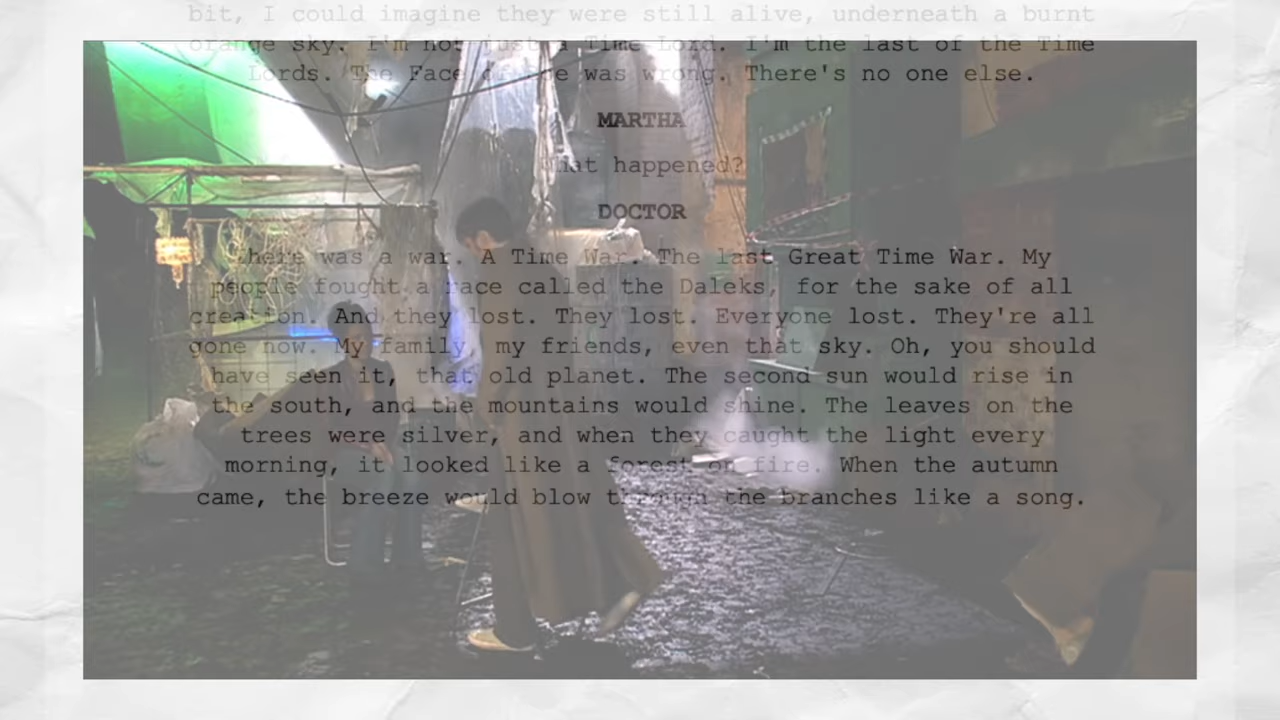 bit, I could imagine they were still alive, underneath a burnt
orange sky. I'm not just a Time Lord. I'm the last of the Time
Lords. The Face of Boe was wrong. There's no one else.
MARTHA
What happened?
DOCTOR
There was a war. A Time War. The last Great Time War. My
people fought a race called the Daleks, for the sake of all
creation. And they lost. They lost. Everyone lost. They're all
gone now. My family, my friends, even that sky. Oh, you should
have seen it, that old planet. The second sun would rise in
the south, and the mountains would shine. The leaves on the
trees were silver, and when they caught the light every
morning, it looked like a forest on fire. When the autumn
came, the breeze would blow through the branches like a song.